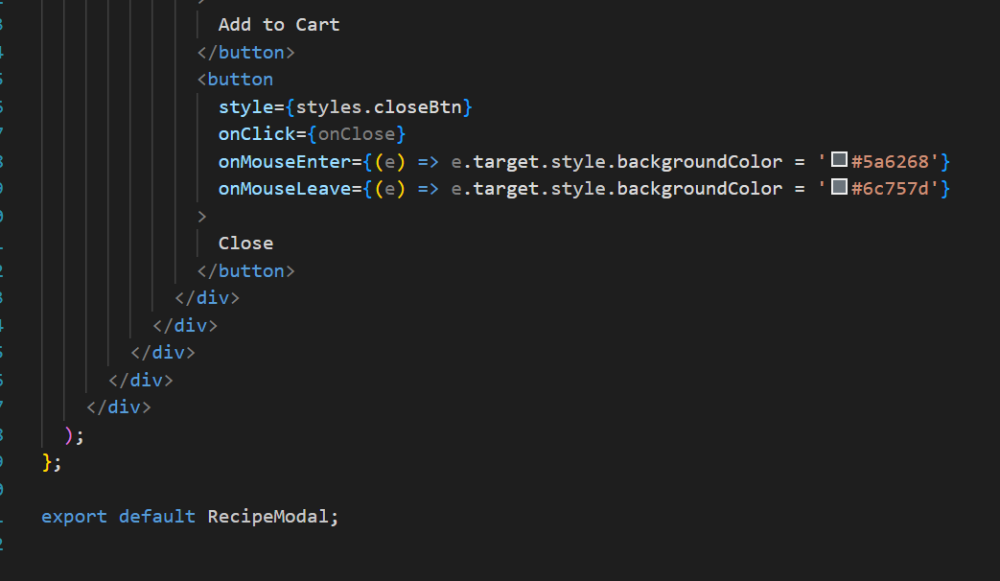 >
Add to Cart
</button>
<button
style={styles.closeBtn}
onClick={onClose}
onMouseEnter={(e) => e.target.style.backgroundColor = '#5a6268'}
onMouseLeave={(e) => e.target.style.backgroundColor = '#6c757d'}
>
Close
</button>
</div>
</div>
</div>
</div>
</div>
);
};
export default RecipeModal;